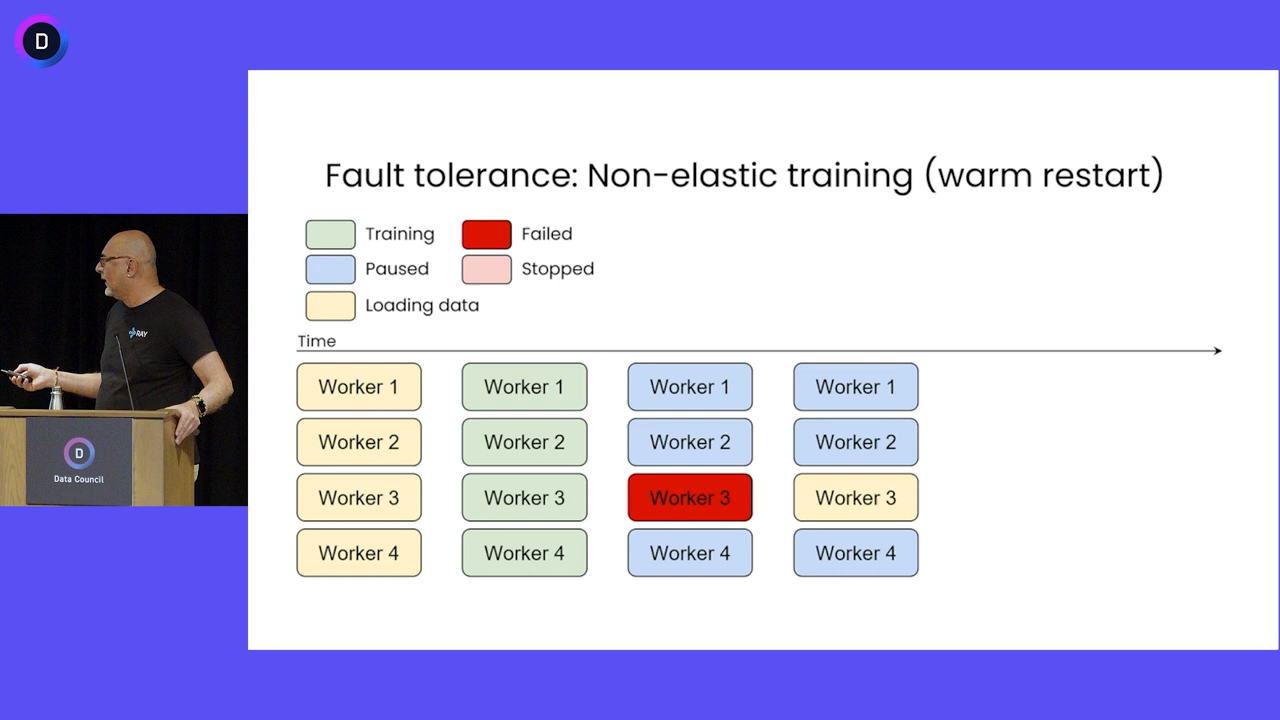 D
Fault tolerance: Non-elastic training (warm restart)
Training
Failed
Paused
Stopped
Loading data
Time
Worker 1
Worker 1
Worker 1
Worker 1
Worker 2
Worker 2
Worker 2
Worker 2
Worker 3
Worker 3
Worker 3
Worker 3
Worker 4
Worker 4
Worker 4
Worker 4
RAY
D
Data Council